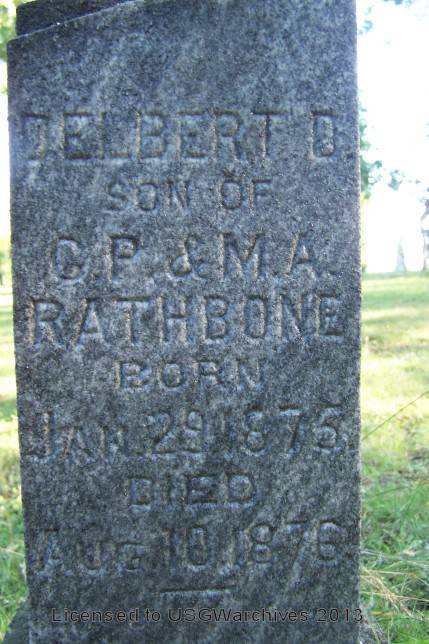 DELBERT D.
SON OF
C.P. & M.A.
RATHBONE
BORN
JAN. 29. 1875.
DIED
AUG. 10. 1876.
Licensed to USGWarchives 2013